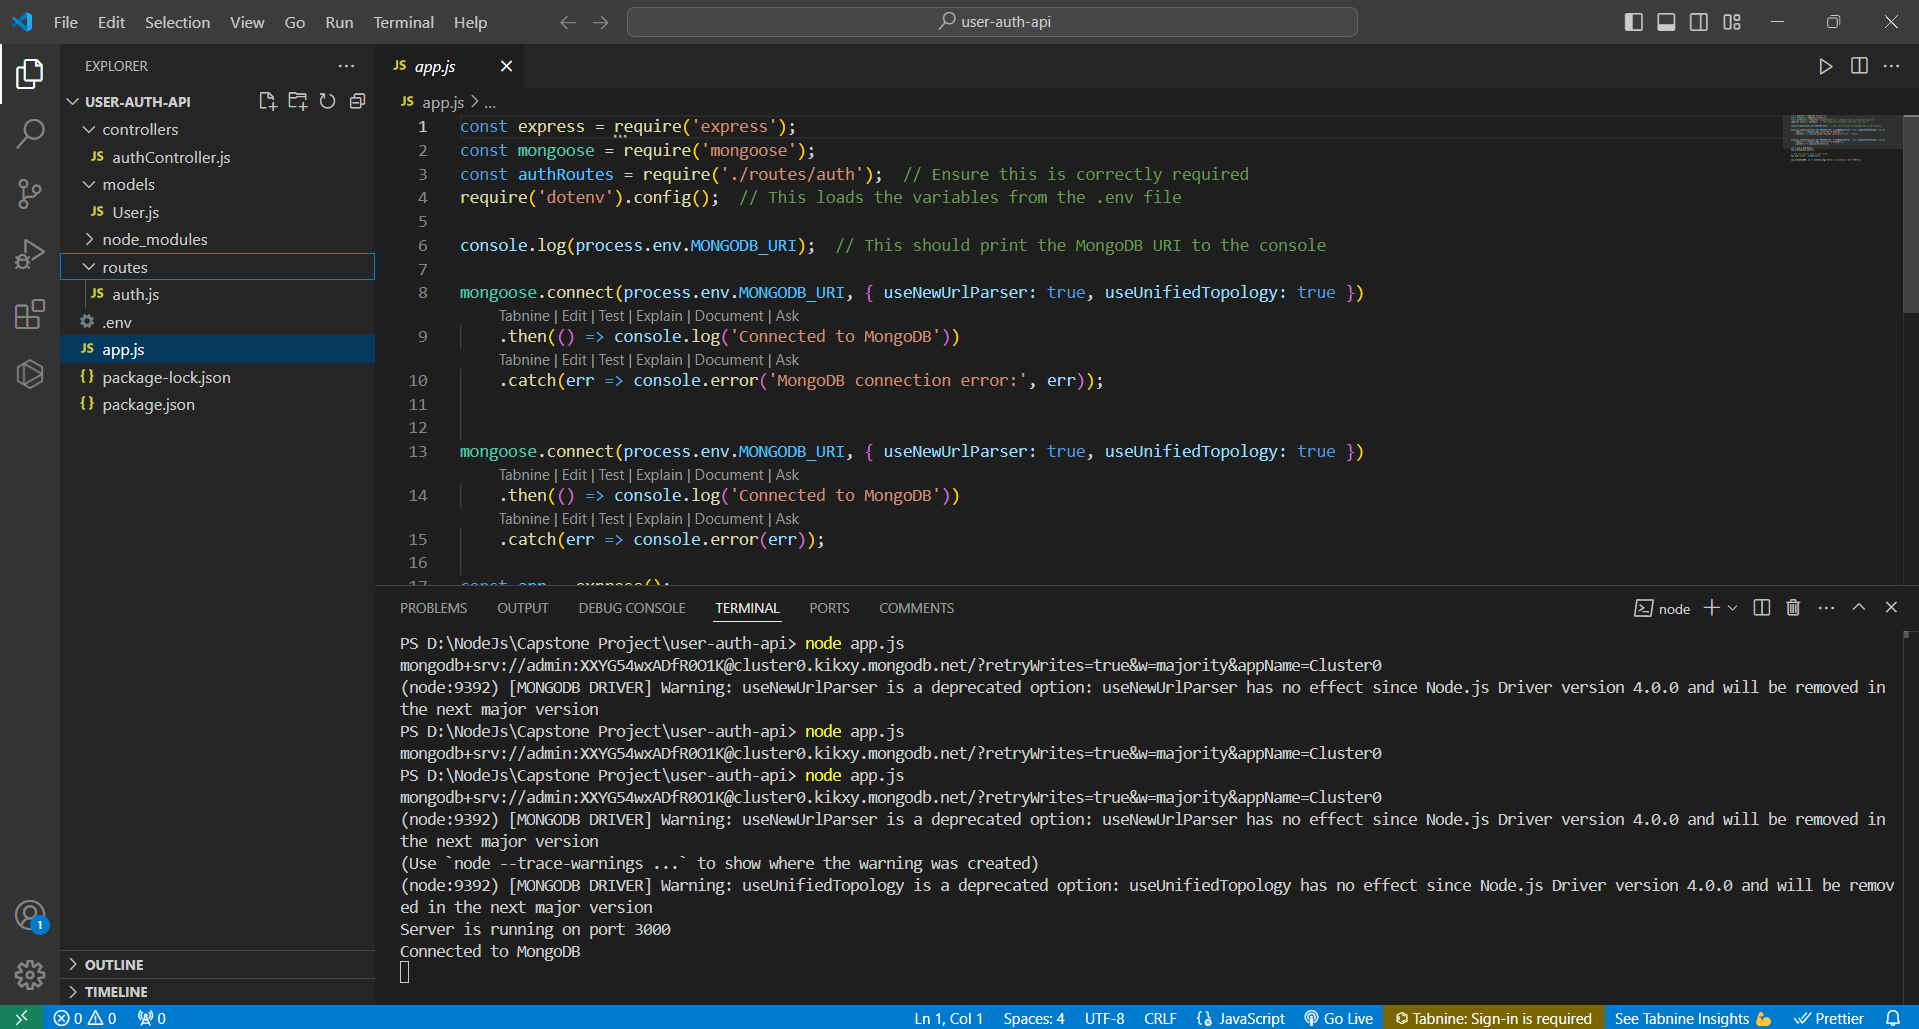 File Edit Selection View Go Run Terminal Help
user-auth-api
EXPLORER
USER-AUTH-API
controllers
JS authController.js
models
JS User.js
node_modules
routes
JS auth.js
.env
JS app.js
{} package-lock.json
{} package.json
OUTLINE
TIMELINE
1
JS app.js
JS app.js > ...
1 const express = require('express');
2 const mongoose = require('mongoose');
3 const authRoutes = require('./routes/auth');  // Ensure this is correctly required
4 require('dotenv').config();  // This loads the variables from the .env file
5
6 console.log(process.env.MONGODB_URI);  // This should print the MongoDB URI to the console
7
8 mongoose.connect(process.env.MONGODB_URI, { useNewUrlParser: true, useUnifiedTopology: true })
Tabnine | Edit | Test | Explain | Document | Ask
9 .then(() => console.log('Connected to MongoDB'))
Tabnine | Edit | Test | Explain | Document | Ask
10 .catch(err => console.error('MongoDB connection error:', err));
11
12
13 mongoose.connect(process.env.MONGODB_URI, { useNewUrlParser: true, useUnifiedTopology: true })
Tabnine | Edit | Test | Explain | Document | Ask
14 .then(() => console.log('Connected to MongoDB'))
Tabnine | Edit | Test | Explain | Document | Ask
15 .catch(err => console.error(err));
16
17 const app = express();
PROBLEMS OUTPUT DEBUG CONSOLE TERMINAL PORTS COMMENTS
node
PS D:\NodeJs\Capstone Project\user-auth-api> node app.js
mongodb+srv://admin:XXYG54wxADfR0O1K@cluster0.kikxy.mongodb.net/?retryWrites=true&w=majority&appName=Cluster0
(node:9392) [MONGODB DRIVER] Warning: useNewUrlParser is a deprecated option: useNewUrlParser has no effect since Node.js Driver version 4.0.0 and will be removed in
the next major version
PS D:\NodeJs\Capstone Project\user-auth-api> node app.js
mongodb+srv://admin:XXYG54wxADfR0O1K@cluster0.kikxy.mongodb.net/?retryWrites=true&w=majority&appName=Cluster0
PS D:\NodeJs\Capstone Project\user-auth-api> node app.js
mongodb+srv://admin:XXYG54wxADfR0O1K@cluster0.kikxy.mongodb.net/?retryWrites=true&w=majority&appName=Cluster0
(node:9392) [MONGODB DRIVER] Warning: useNewUrlParser is a deprecated option: useNewUrlParser has no effect since Node.js Driver version 4.0.0 and will be removed in
the next major version
(Use `node --trace-warnings ...` to show where the warning was created)
(node:9392) [MONGODB DRIVER] Warning: useUnifiedTopology is a deprecated option: useUnifiedTopology has no effect since Node.js Driver version 4.0.0 and will be remov
ed in the next major version
Server is running on port 3000
Connected to MongoDB
0 0 0 Ln 1, Col 1 Spaces: 4 UTF-8 CRLF JavaScript Go Live Tabnine: Sign-in is required See Tabnine Insights Prettier